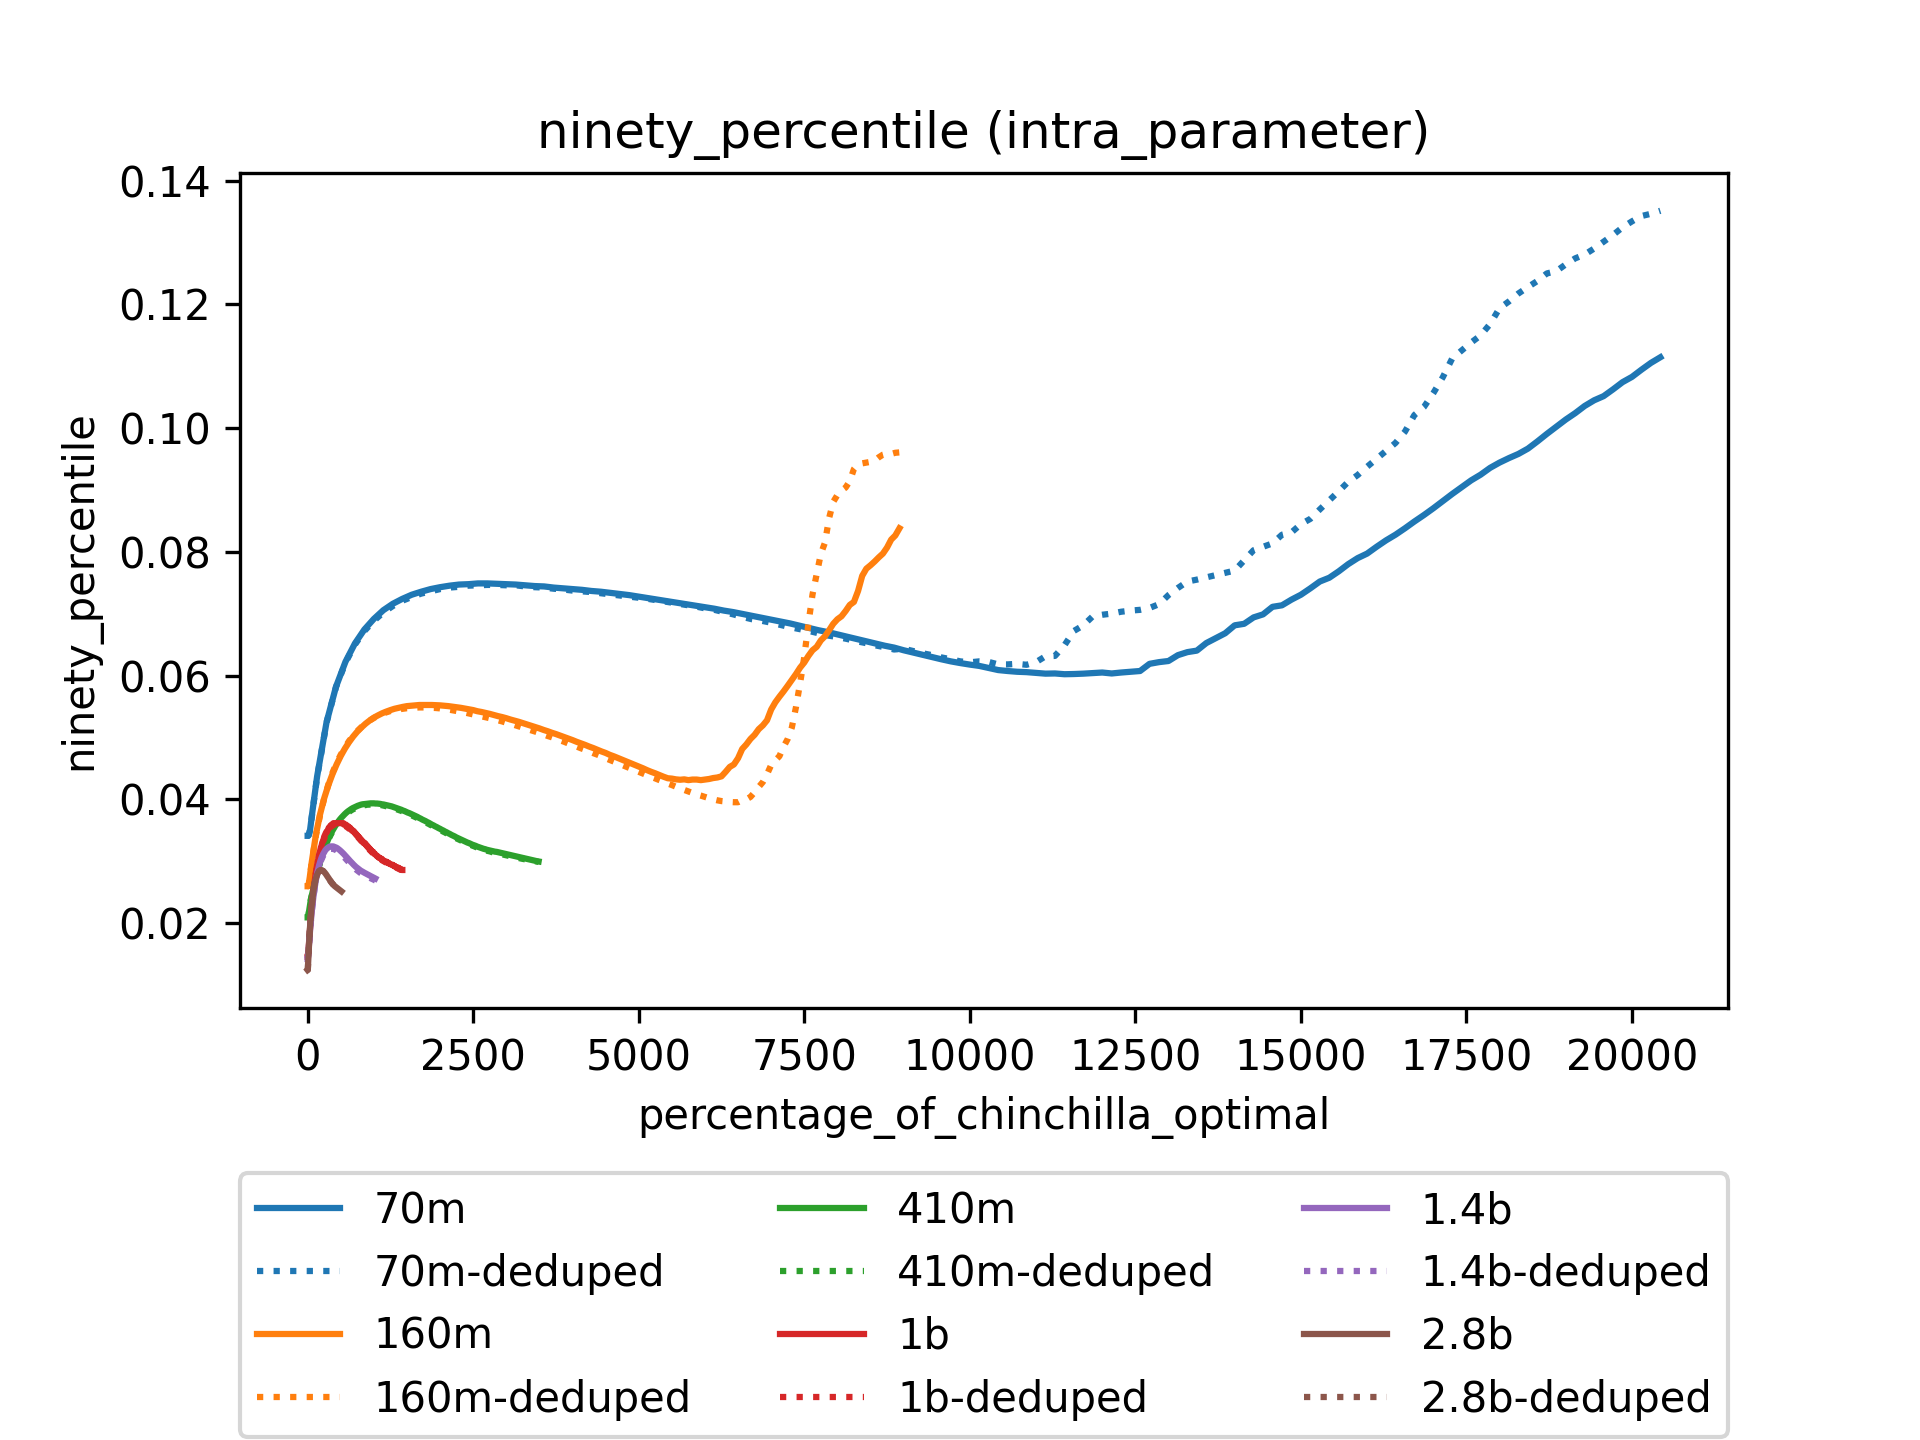 ninety_percentile (intra_parameter)
0.14
0.12
0.10
0.08
0.06
0.04
0.02
ninety_percentile
0 2500 5000 7500 10000 12500 15000 17500 20000
percentage_of_chinchilla_optimal
70m
70m-deduped
160m
160m-deduped
410m
410m-deduped
1b
1b-deduped
1.4b
1.4b-deduped
2.8b
2.8b-deduped